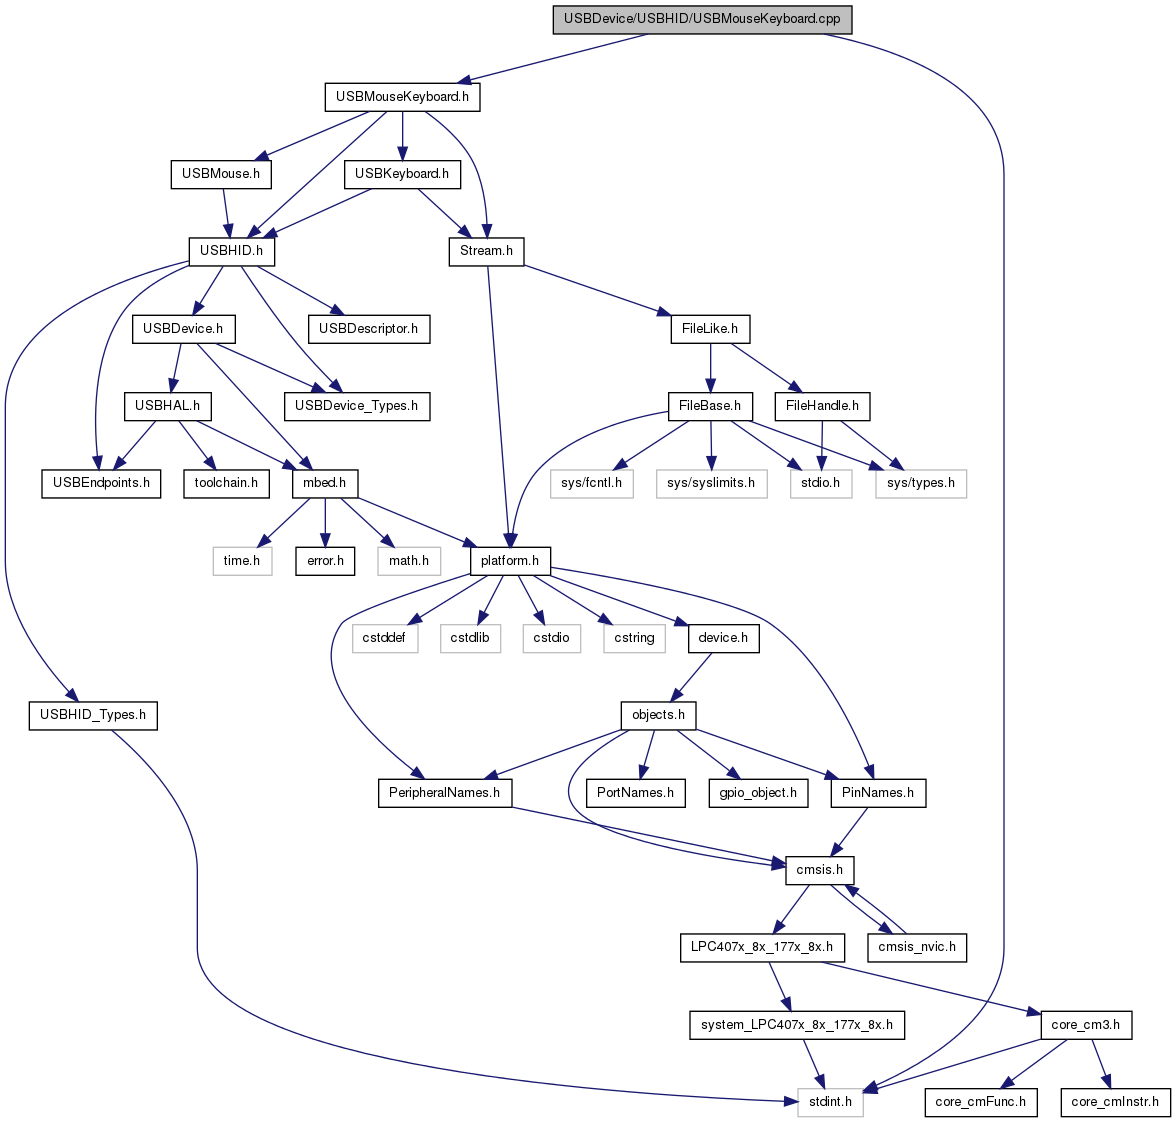 USBDevice/USBHID/USBMouseKeyboard.cpp
USBMouseKeyboard.h
USBMouse.h
USBKeyboard.h
USBHID.h
Stream.h
USBDevice.h
USBDescriptor.h
FileLike.h
USBHAL.h
USBDevice_Types.h
FileBase.h
FileHandle.h
USBEndpoints.h
toolchain.h
mbed.h
sys/fcntl.h
sys/syslimits.h
stdio.h
sys/types.h
time.h
error.h
math.h
platform.h
cstddef
cstdlib
cstdio
cstring
device.h
USBHID_Types.h
objects.h
PeripheralNames.h
PortNames.h
gpio_object.h
PinNames.h
cmsis.h
LPC407x_8x_177x_8x.h
cmsis_nvic.h
system_LPC407x_8x_177x_8x.h
core_cm3.h
stdint.h
core_cmFunc.h
core_cmInstr.h